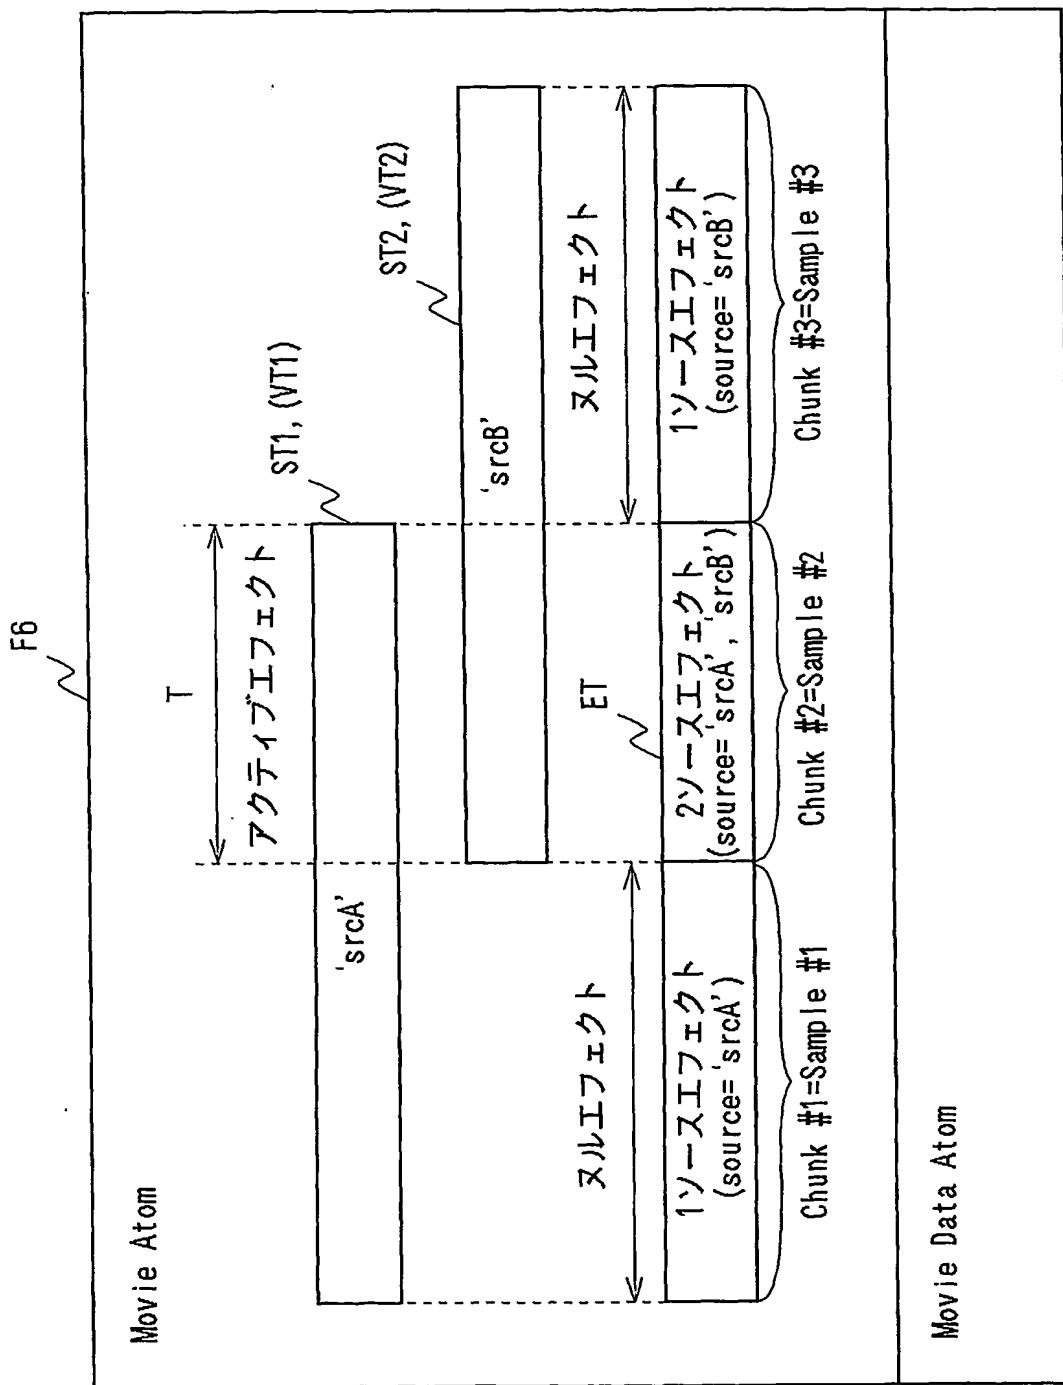 F6
Movie Atom
T
アクティブエフェクト
ST1, (VT1)
'srcA'
ST2, (VT2)
'srcB'
ヌルエフェクト
ET
ヌルエフェクト
1ソースエフェクト
(source='srcA')
2ソースエフェクト
(source='srcA', 'srcB')
1ソースエフェクト
(source='srcB')
Chunk #1=Sample #1
Chunk #2=Sample #2
Chunk #3=Sample #3
Movie Data Atom